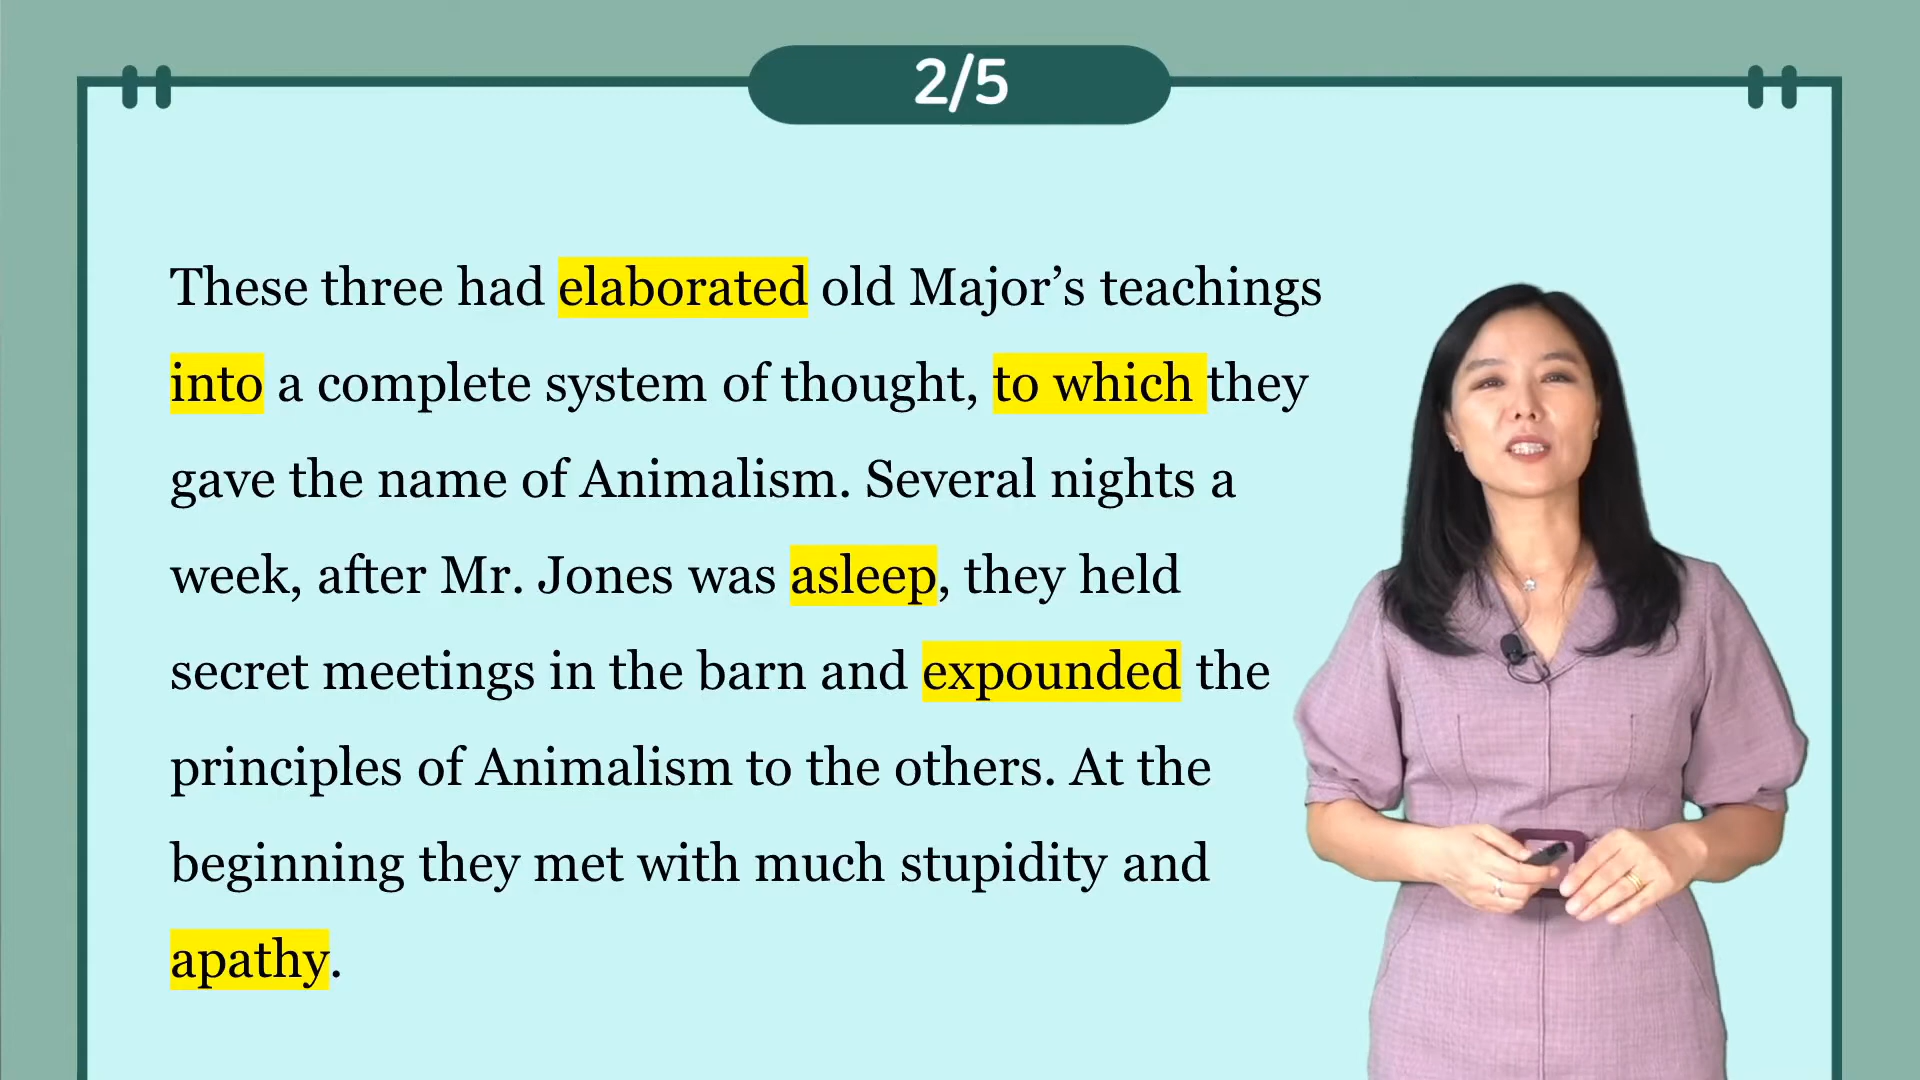 2/5
These three had elaborated old Major’s teachings
into a complete system of thought, to which they
gave the name of Animalism. Several nights a
week, after Mr. Jones was asleep, they held
secret meetings in the barn and expounded the
principles of Animalism to the others. At the
beginning they met with much stupidity and
apathy.